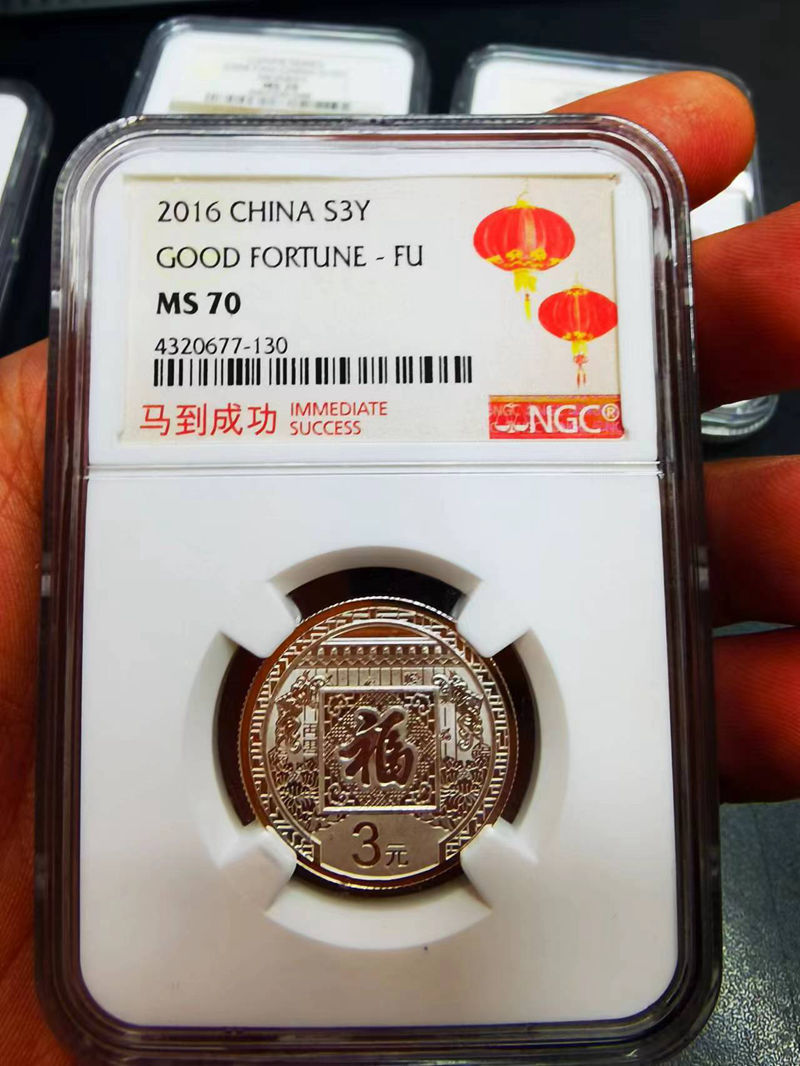 2016 CHINA S3Y
GOOD FORTUNE - FU
MS 70
4320677-130
马到成功 IMMEDIATE
SUCCESS
NGC®
福
3元